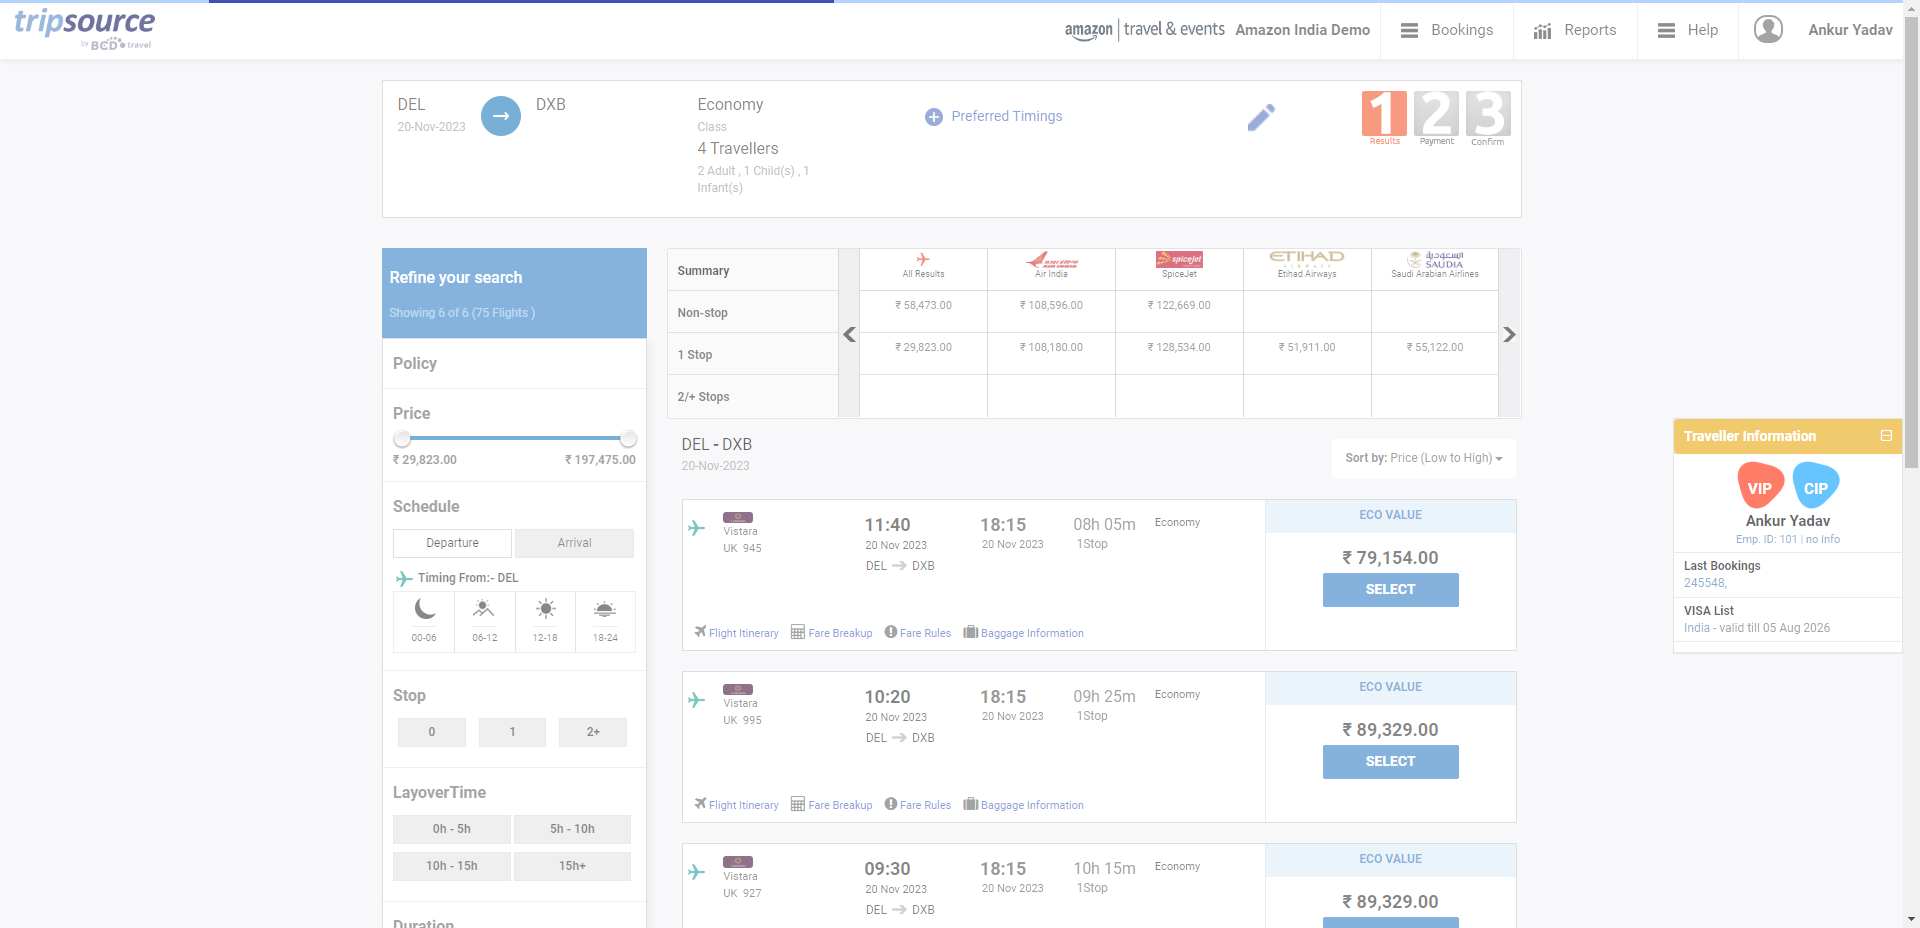 tripsource
by BCD travel
amazon travel & events Amazon India Demo
Bookings
Reports
Help
Ankur Yadav
DEL
20-Nov-2023
DXB
Economy
Class
4 Travellers
2 Adult , 1 Child(s) , 1
Infant(s)
Preferred Timings
1 2 3
Results Payment Confirm
Refine your search
Showing 6 of 6 (75 Flights )
Policy
Price
₹ 29,823.00 ₹ 197,475.00
Schedule
Departure Arrival
Timing From:- DEL
00-06 06-12 12-18 18-24
Stop
0 1 2+
LayoverTime
0h - 5h 5h - 10h
10h - 15h 15h+
Duration
Summary
All Results Air India SpiceJet Etihad Airways Saudi Arabian Airlines
spicejet
ETIHAD
AIRWAYS
السعودية
SAUDIA
Non-stop ₹ 58,473.00 ₹ 108,596.00 ₹ 122,669.00
1 Stop ₹ 29,823.00 ₹ 108,180.00 ₹ 128,534.00 ₹ 51,911.00 ₹ 55,122.00
2/+ Stops
DEL - DXB
20-Nov-2023
Sort by: Price (Low to High)
Vistara
UK 945
11:40
20 Nov 2023
DEL DXB
18:15
20 Nov 2023
08h 05m
1Stop
Economy
ECO VALUE
₹ 79,154.00
SELECT
Flight Itinerary Fare Breakup Fare Rules Baggage Information
Vistara
UK 995
10:20
20 Nov 2023
DEL DXB
18:15
20 Nov 2023
09h 25m
1Stop
Economy
ECO VALUE
₹ 89,329.00
SELECT
Flight Itinerary Fare Breakup Fare Rules Baggage Information
Vistara
UK 927
09:30
20 Nov 2023
DEL DXB
18:15
20 Nov 2023
10h 15m
1Stop
Economy
ECO VALUE
₹ 89,329.00
Traveller Information
VIP CIP
Ankur Yadav
Emp. ID: 101 | no Info
Last Bookings
245548,
VISA List
India - valid till 05 Aug 2026